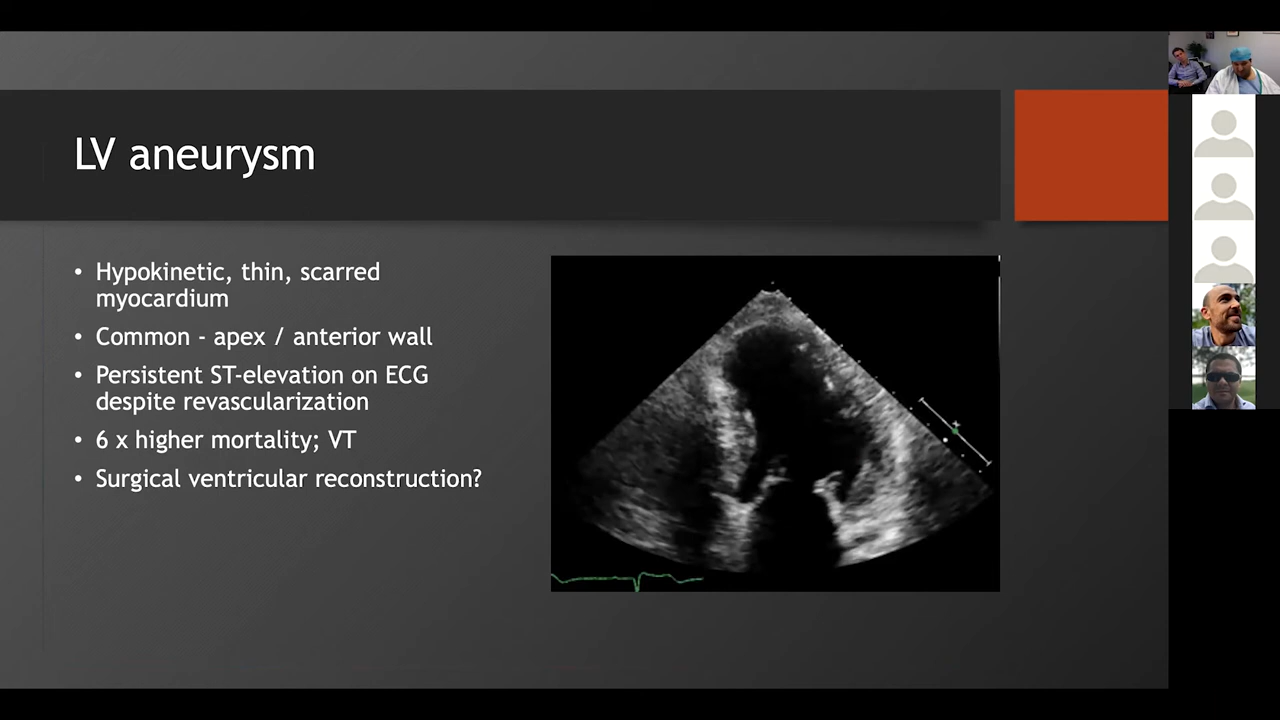 LV aneurysm
• Hypokinetic, thin, scarred
myocardium
• Common - apex / anterior wall
• Persistent ST-elevation on ECG
despite revascularization
• 6 x higher mortality; VT
• Surgical ventricular reconstruction?